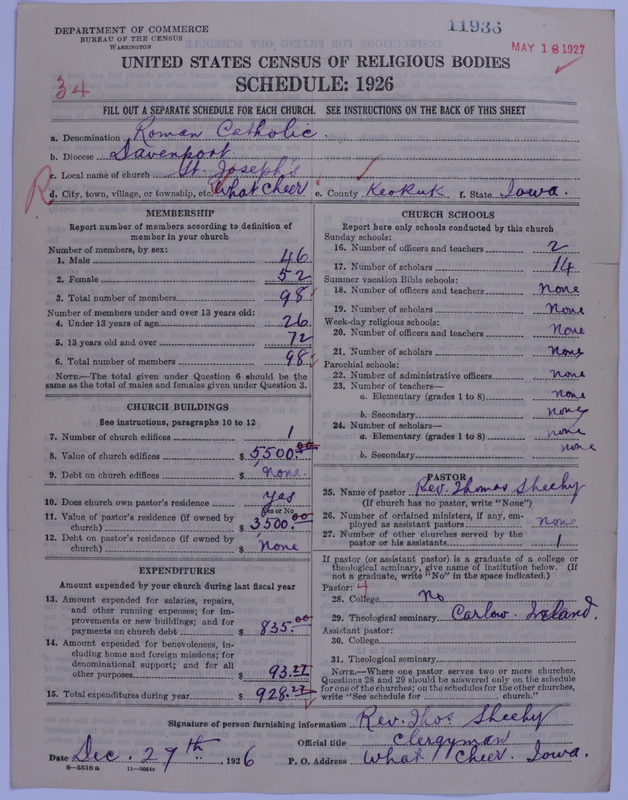 DEPARTMENT OF COMMERCE
BUREAU OF THE CENSUS
WASHINGTON
11936
MAY 18 1927
UNITED STATES CENSUS OF RELIGIOUS BODIES
SCHEDULE: 1926
34
FILL OUT A SEPARATE SCHEDULE FOR EACH CHURCH. SEE INSTRUCTIONS ON THE BACK OF THIS SHEET
a. Denomination Roman Catholic.
b. Diocese Davenport
c. Local name of church St. Joseph's
R
d. City, town, village, or township, etc. What Cheer e. County Keokuk f. State Iowa.
MEMBERSHIP
Report number of members according to definition of
member in your church
Number of members, by sex:
1. Male 46
2. Female 52
3. Total number of members 98
Number of members under and over 13 years old:
4. Under 13 years of age 26
5. 13 years old and over 72
6. Total number of members 98
NOTE.—The total given under Question 6 should be
same as the total of males and females given under Question 3.
CHURCH BUILDINGS
See instructions, paragraphs 10 to 12
7. Number of church edifices 1
8. Value of church edifices $ 5500.00
9. Debt on church edifices $ None.
10. Does church own pastor's residence yes
Yes or No
11. Value of pastor's residence (if owned by
church) $ 3500.00
12. Debt on pastor's residence (if owned by
church) $ None
EXPENDITURES
Amount expended by your church during last fiscal year
13. Amount expended for salaries, repairs,
and other running expenses; for im-
provements or new buildings; and for
payments on church debt $ 835.00
14. Amount expended for benevolences, in-
cluding home and foreign missions; for
denominational support; and for all
other purposes $ 93.27
15. Total expenditures during year $ 928.27
CHURCH SCHOOLS
Report here only schools conducted by this church
Sunday schools:
16. Number of officers and teachers 2
17. Number of scholars 14
Summer vacation Bible schools:
18. Number of officers and teachers None
19. Number of scholars None
Week-day religious schools:
20. Number of officers and teachers None
21. Number of scholars None
Parochial schools:
22. Number of administrative officers None
23. Number of teachers—
a. Elementary (grades 1 to 8) None
b. Secondary None
24. Number of scholars—
a. Elementary (grades 1 to 8) None
b. Secondary None
PASTOR
25. Name of pastor Rev. Thomas Sheehy
(If church has no pastor, write "None")
26. Number of ordained ministers, if any, em-
ployed as assistant pastors None
27. Number of other churches served by the
pastor or his assistants 1
If pastor (or assistant pastor) is a graduate of a college or
theological seminary, give name of institution below. (If
not a graduate, write "No" in the space indicated.)
Pastor: 4
28. College No
29. Theological seminary Carlow. Ireland.
Assistant pastor:
30. College
31. Theological seminary
NOTE.—Where one pastor serves two or more churches,
Questions 28 and 29 should be answered only on the schedule
for one of the churches; on the schedules for the other churches,
write "See schedule for church."
Signature of person furnishing information Rev. Thos Sheehy
Official title Clergyman
Date Dec. 27th, 1926 P. O. Address What Cheer. Iowa.
8—5518a